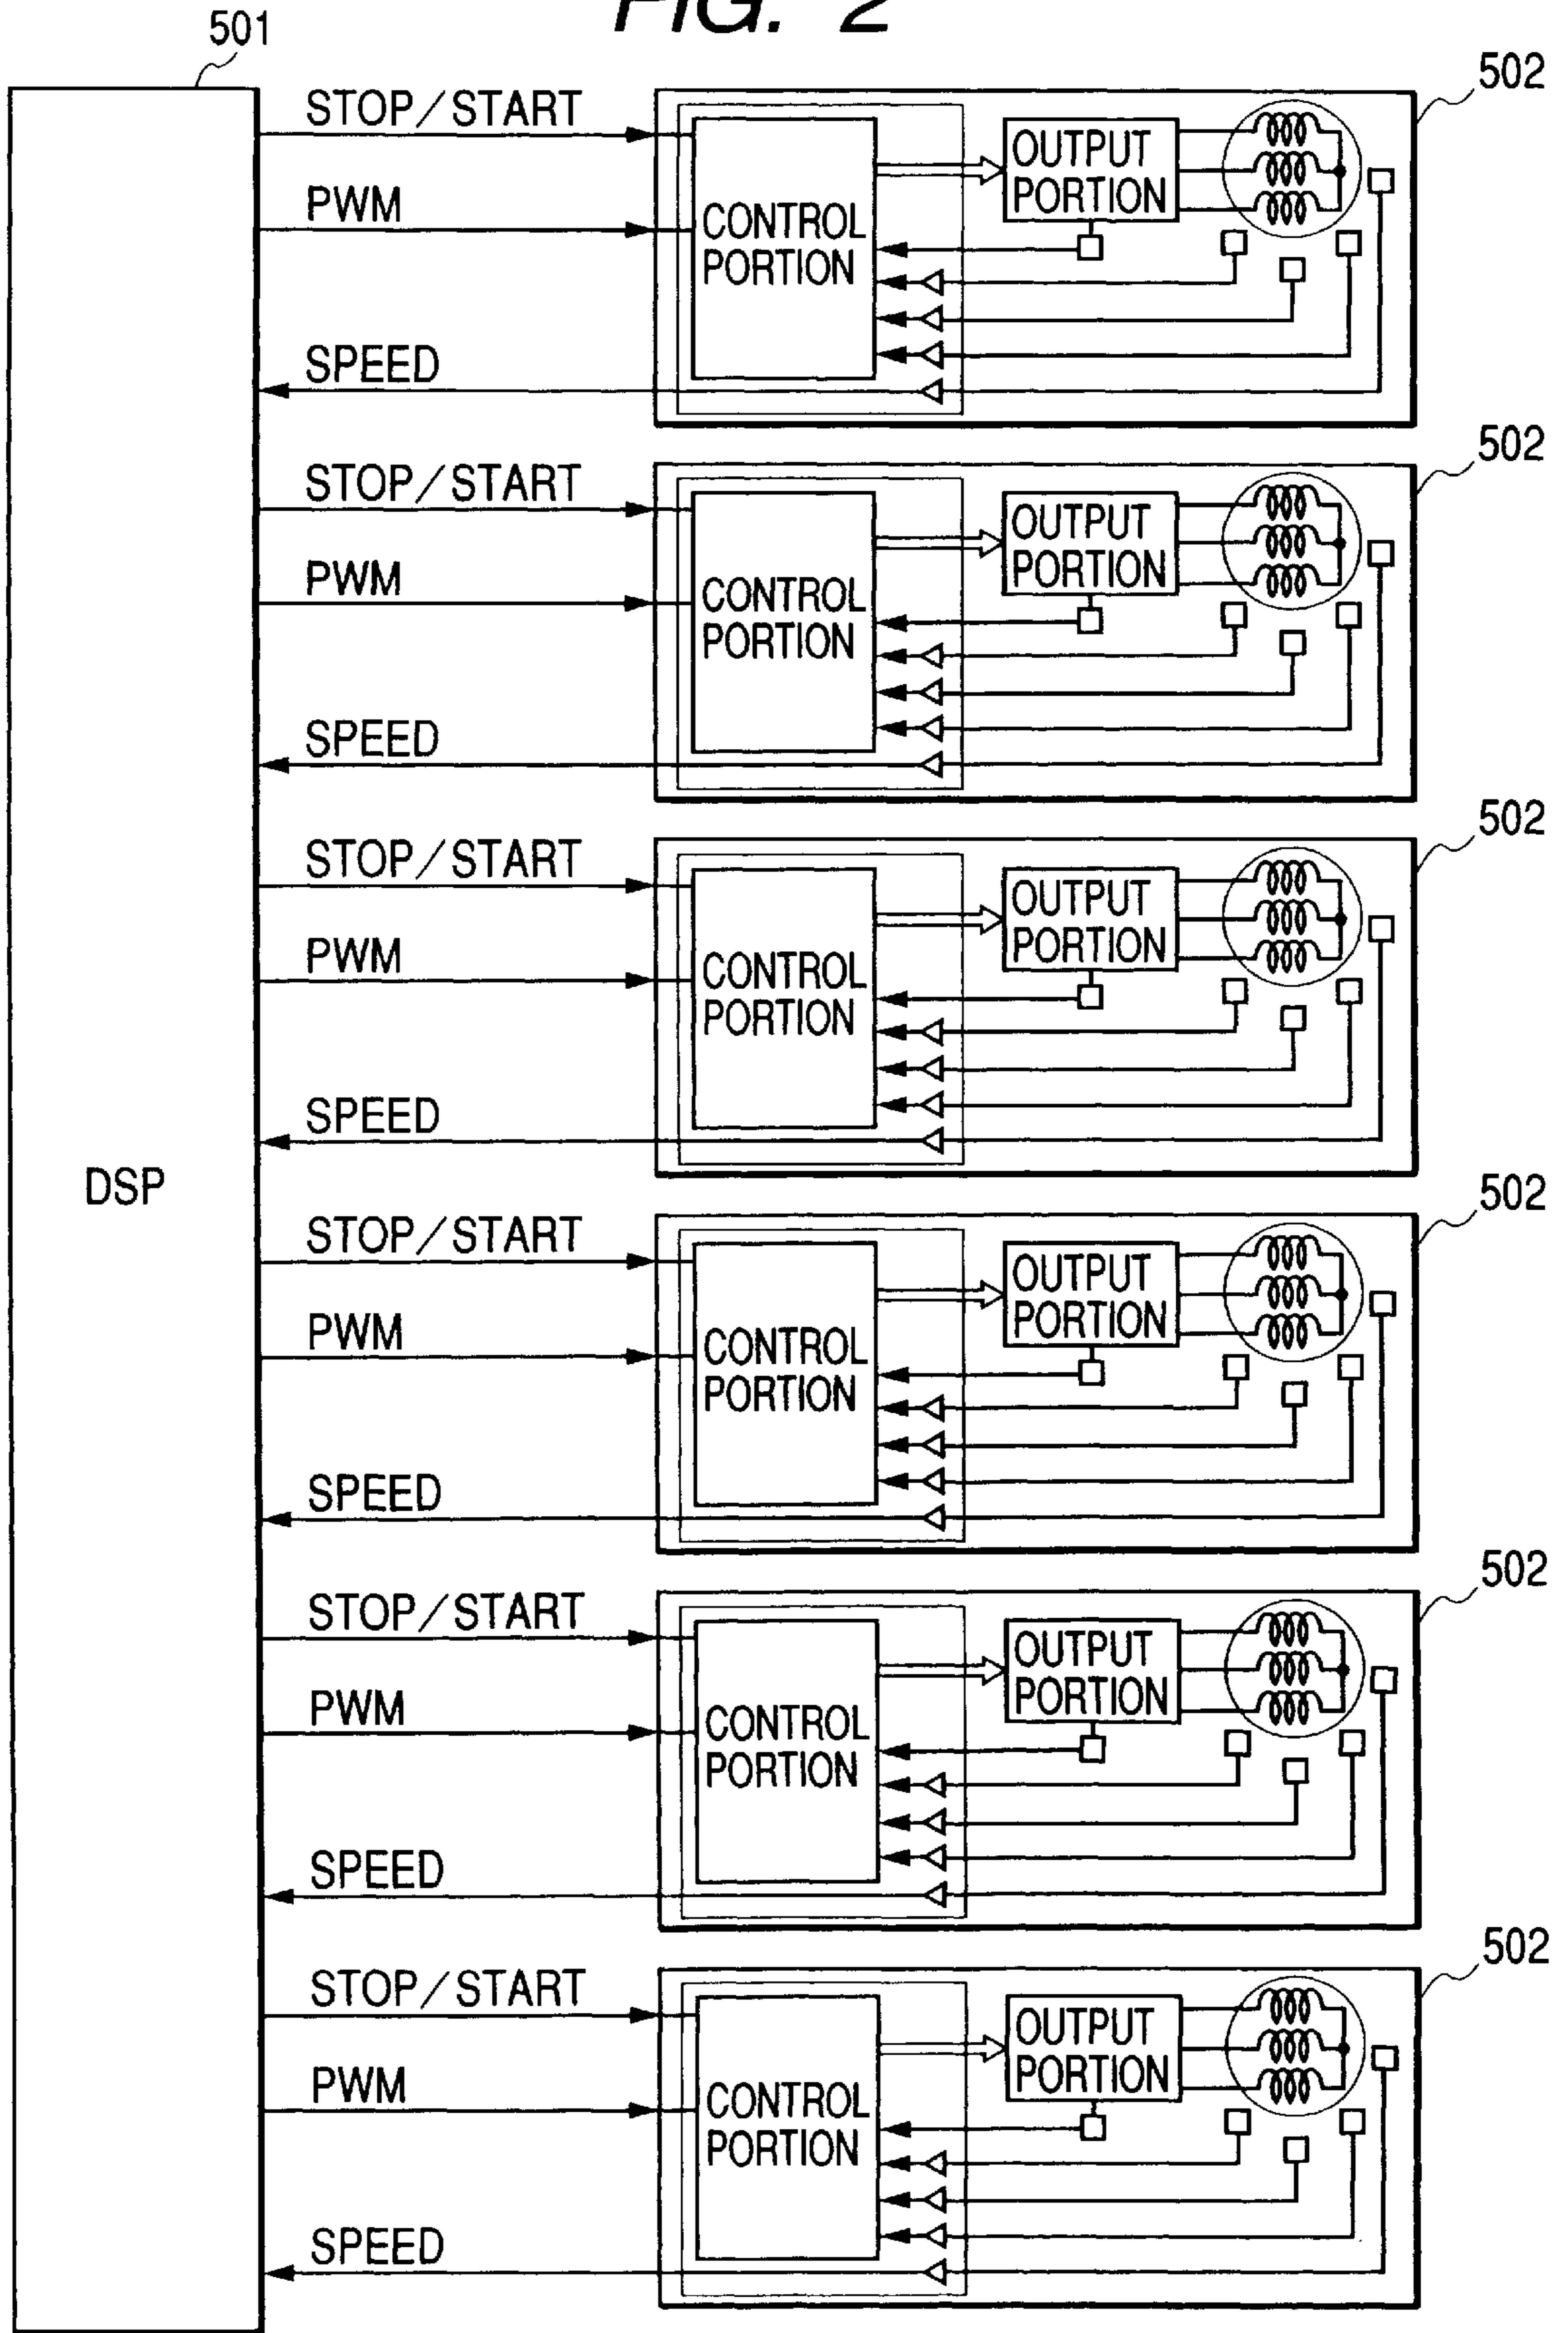 FIG. 2
501
502
STOP/START
OUTPUT
PORTION
PWM
CONTROL
PORTION
SPEED
502
STOP/START
OUTPUT
PORTION
PWM
CONTROL
PORTION
SPEED
502
STOP/START
OUTPUT
PORTION
PWM
CONTROL
PORTION
SPEED
DSP
502
STOP/START
OUTPUT
PORTION
PWM
CONTROL
PORTION
SPEED
502
STOP/START
OUTPUT
PORTION
PWM
CONTROL
PORTION
SPEED
502
STOP/START
OUTPUT
PORTION
PWM
CONTROL
PORTION
SPEED